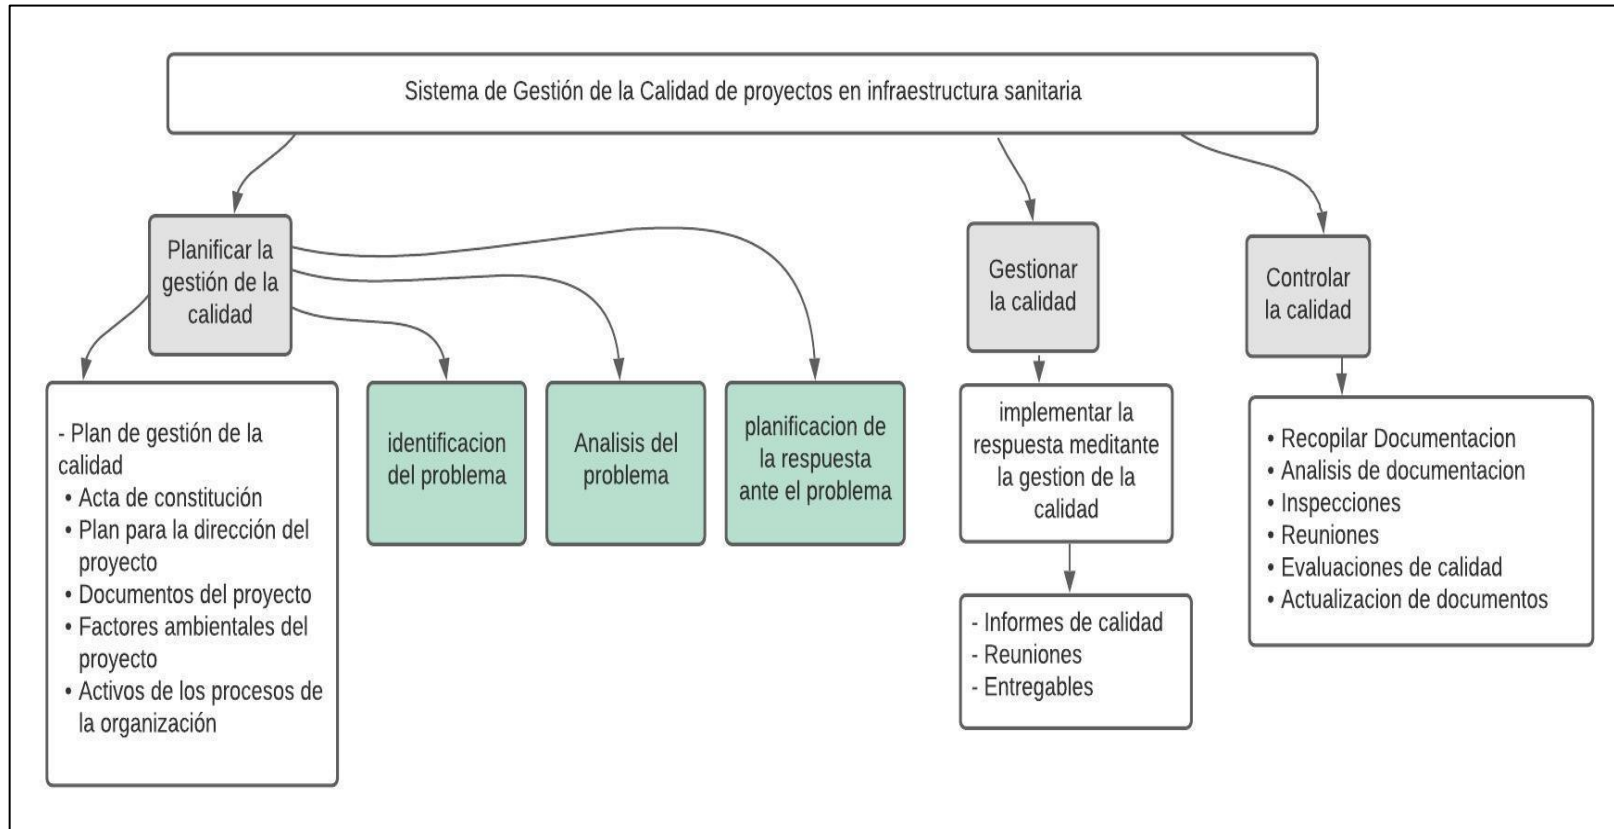 Sistema de Gestión de la Calidad de proyectos en infraestructura sanitaria
Planificar la
gestión de la
calidad
Gestionar
la calidad
Controlar
la calidad
- Plan de gestión de la
calidad
• Acta de constitución
• Plan para la dirección del
proyecto
• Documentos del proyecto
• Factores ambientales del
proyecto
• Activos de los procesos de
la organización
identificacion
del problema
Analisis del
problema
planificacion de
la respuesta
ante el problema
implementar la
respuesta meditante
la gestion de la
calidad
- Informes de calidad
- Reuniones
- Entregables
• Recopilar Documentacion
• Analisis de documentacion
• Inspecciones
• Reuniones
• Evaluaciones de calidad
• Actualizacion de documentos